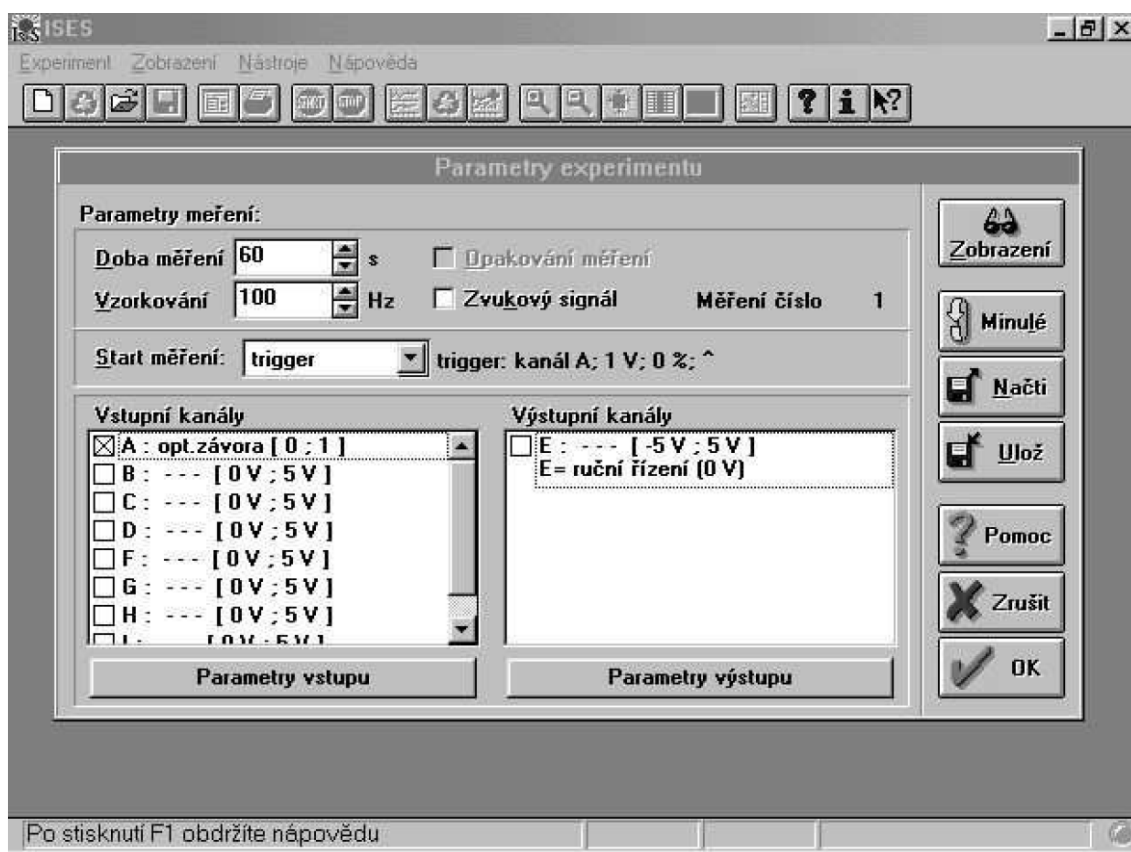 ISES
Experiment Zobrazení Nástroje Nápověda
START STOP
Parametry experimentu
Parametry meření:
Doba měření 60 s Opakování měření
Vzorkování 100 Hz Zvukový signál Měření číslo 1
Start měření: trigger trigger: kanál A; 1 V; 0 %; ^
Vstupní kanály
A : opt.závora [ 0 ; 1 ]
B : - - - [ 0 V ; 5 V ]
C : - - - [ 0 V ; 5 V ]
D : - - - [ 0 V ; 5 V ]
F : - - - [ 0 V ; 5 V ]
G : - - - [ 0 V ; 5 V ]
H : - - - [ 0 V ; 5 V ]
Parametry vstupu
Výstupní kanály
E : - - - [ -5 V ; 5 V ]
E= ruční řízení (0 V)
Parametry výstupu
Zobrazení
Minulé
Načti
Ulož
Pomoc
Zrušit
OK
Po stisknutí F1 obdržíte nápovědu